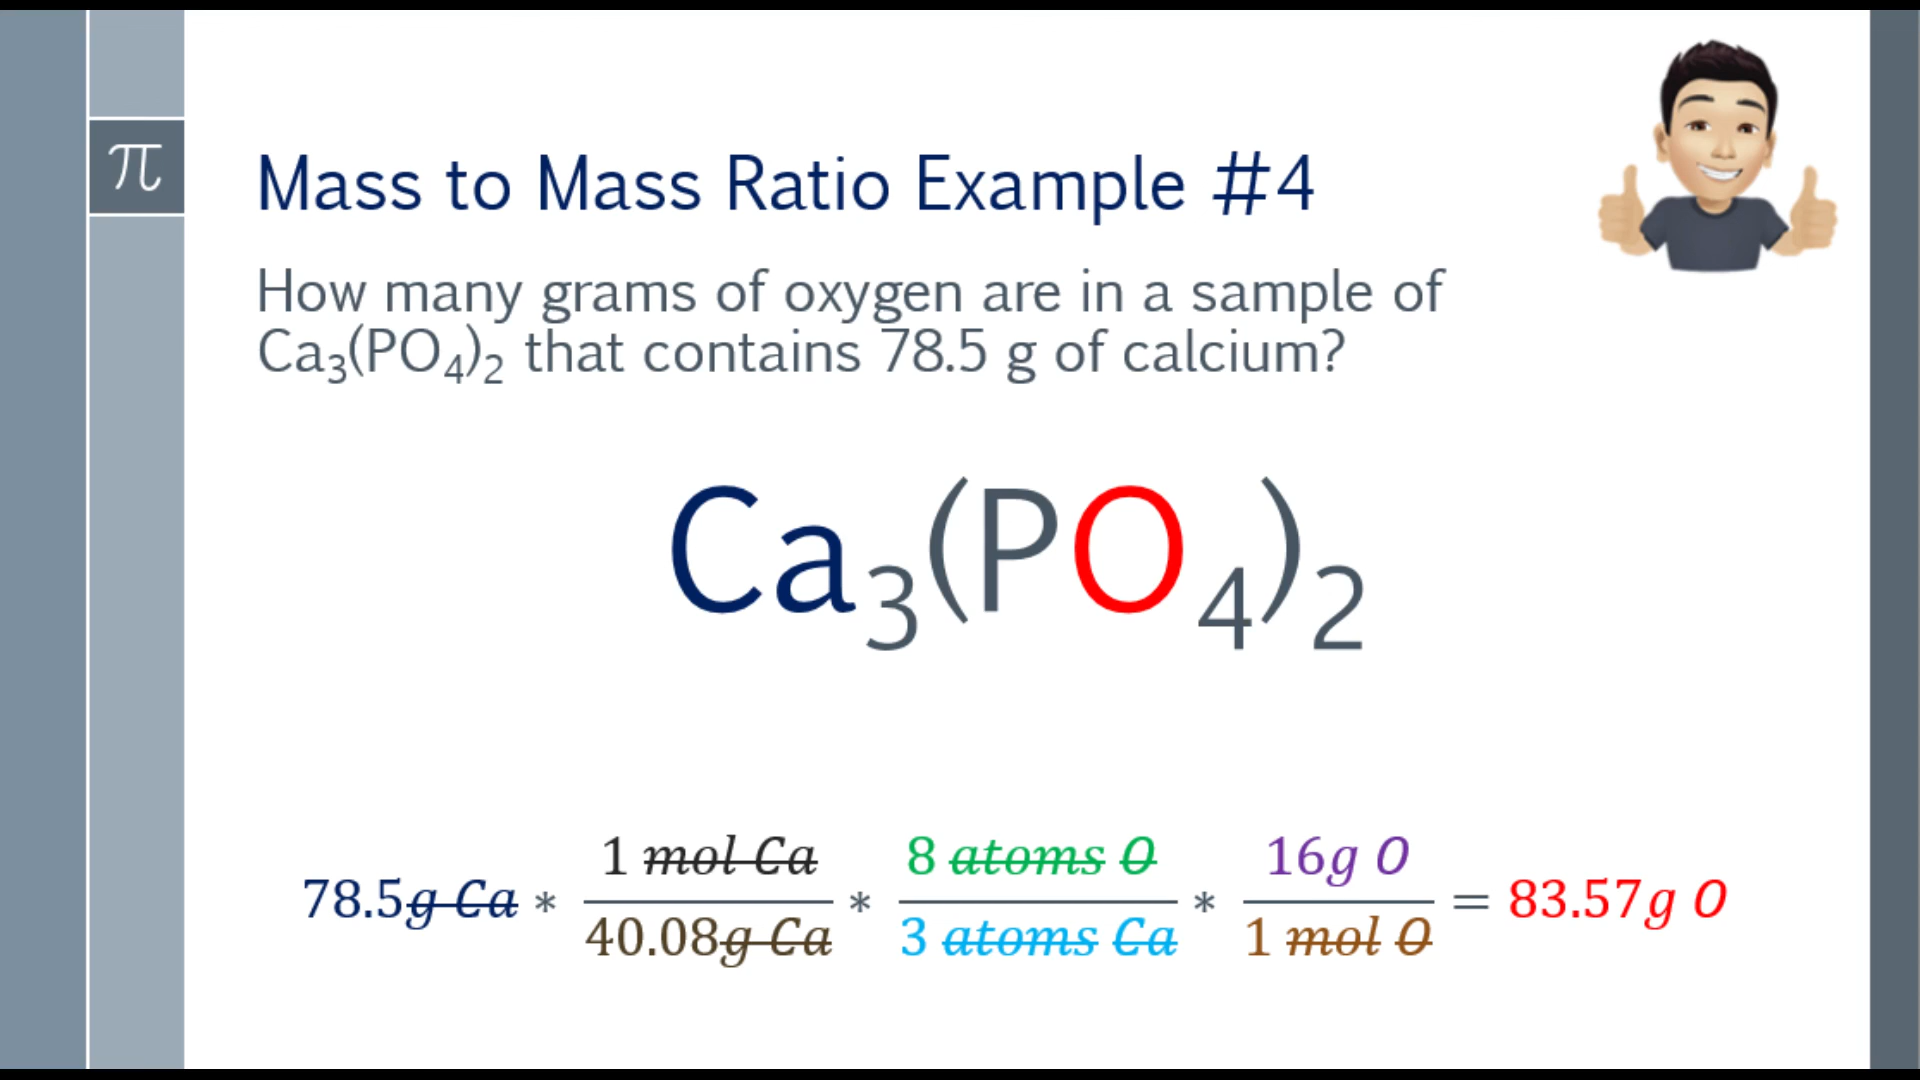 π
Mass to Mass Ratio Example #4
How many grams of oxygen are in a sample of
Ca₃(PO₄)₂ that contains 78.5 g of calcium?
Ca₃(PO₄)₂
78.5g Ca * 1 mol Ca / 40.08g Ca * 8 atoms O / 3 atoms Ca * 16g O / 1 mol O = 83.57g O